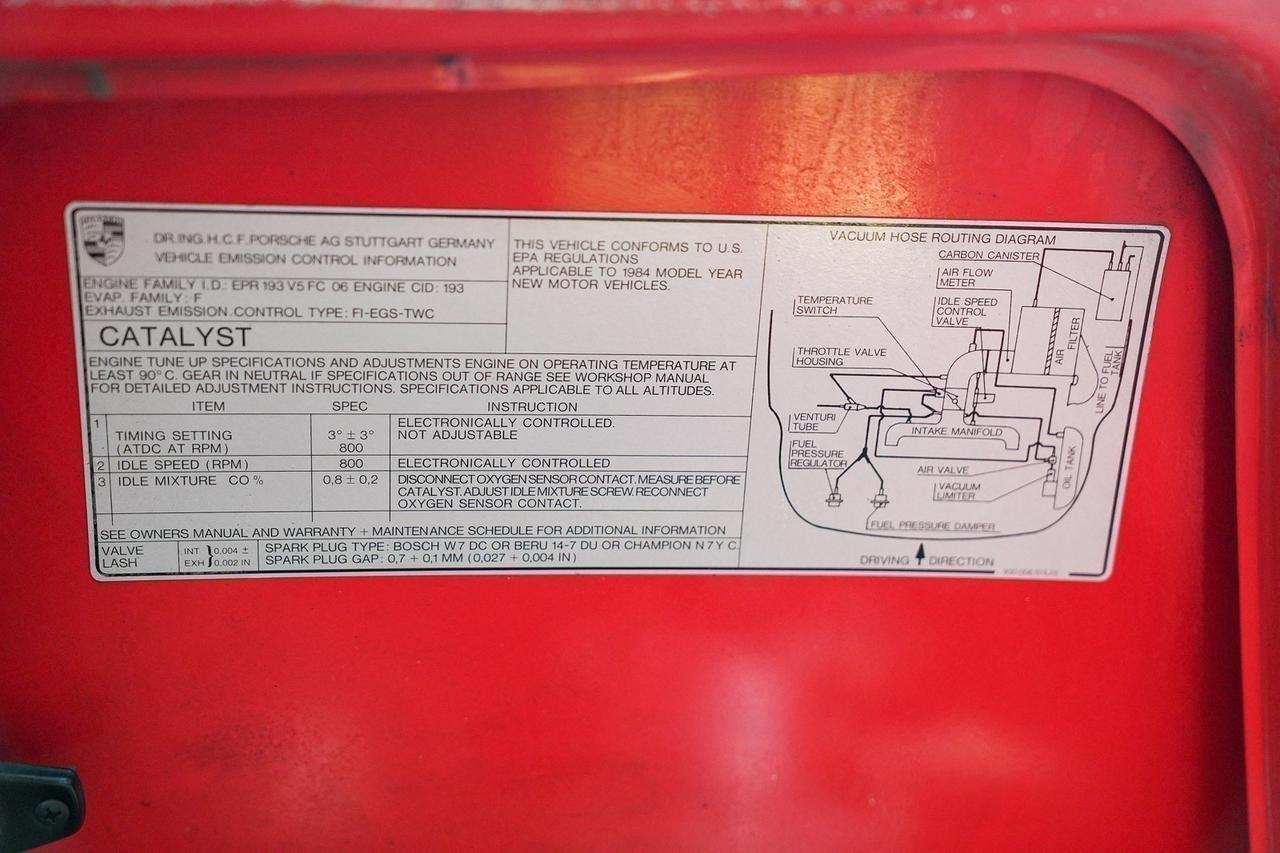 DR.ING.H.C.F.PORSCHE AG STUTTGART GERMANY
VEHICLE EMISSION CONTROL INFORMATION
ENGINE FAMILY I.D.: EPR 193 V5 FC 06 ENGINE CID: 193
EVAP. FAMILY: F
EXHAUST EMISSION CONTROL TYPE: FI-EGS-TWC
CATALYST
THIS VEHICLE CONFORMS TO U.S.
EPA REGULATIONS
APPLICABLE TO 1984 MODEL YEAR
NEW MOTOR VEHICLES.
ENGINE TUNE UP SPECIFICATIONS AND ADJUSTMENTS ENGINE ON OPERATING TEMPERATURE AT
LEAST 90° C. GEAR IN NEUTRAL IF SPECIFICATIONS OUT OF RANGE SEE WORKSHOP MANUAL
FOR DETAILED ADJUSTMENT INSTRUCTIONS. SPECIFICATIONS APPLICABLE TO ALL ALTITUDES.
ITEM SPEC INSTRUCTION
1 ELECTRONICALLY CONTROLLED.
TIMING SETTING 3° ± 3° NOT ADJUSTABLE
(ATDC AT RPM) 800
2 IDLE SPEED (RPM) 800 ELECTRONICALLY CONTROLLED
3 IDLE MIXTURE CO % 0,8 ± 0,2 DISCONNECT OXYGEN SENSOR CONTACT. MEASURE BEFORE
CATALYST. ADJUST IDLE MIXTURE SCREW. RECONNECT
OXYGEN SENSOR CONTACT.
SEE OWNERS MANUAL AND WARRANTY + MAINTENANCE SCHEDULE FOR ADDITIONAL INFORMATION
VALVE
LASH
INT } 0,004 ±
EXH } 0,002 IN
SPARK PLUG TYPE: BOSCH W 7 DC OR BERU 14-7 DU OR CHAMPION N 7 Y C.
SPARK PLUG GAP: 0,7 + 0,1 MM (0,027 + 0,004 IN)
VACUUM HOSE ROUTING DIAGRAM
CARBON CANISTER
AIR FLOW
METER
TEMPERATURE
SWITCH
IDLE SPEED
CONTROL
VALVE
AIR
FILTER
LINE TO FUEL
TANK
THROTTLE VALVE
HOUSING
VENTURI
TUBE
INTAKE MANIFOLD
FUEL
PRESSURE
REGULATOR
AIR VALVE
VACUUM
LIMITER
OIL TANK
FUEL PRESSURE DAMPER
DRIVING DIRECTION